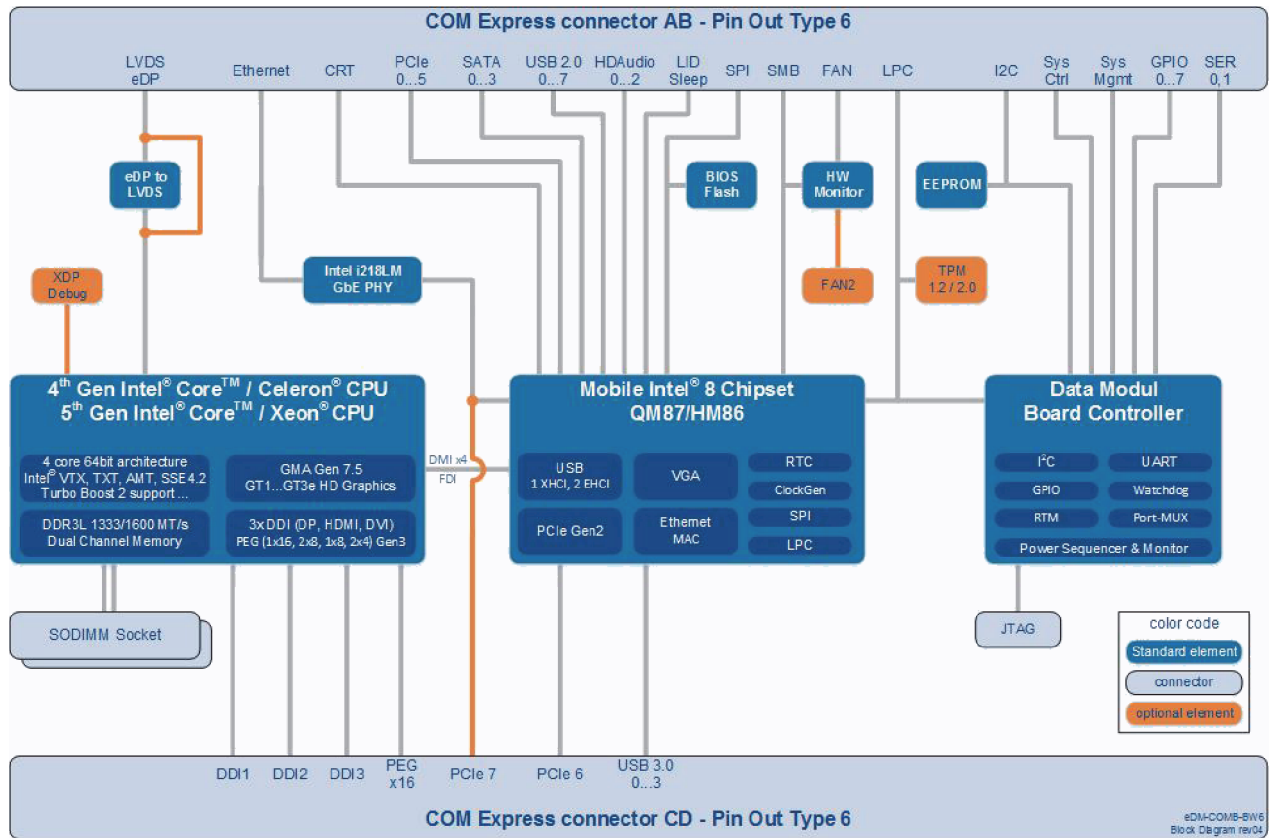 COM Express connector AB - Pin Out Type 6
LVDS
eDP
Ethernet
CRT
PCIe
0...5
SATA
0...3
USB 2.0
0...7
HDAudio
0...2
LID
Sleep
SPI
SMB
FAN
LPC
I2C
Sys
Ctrl
Sys
Mgmt
GPIO
0...7
SER
0,1
eDP to
LVDS
BIOS
Flash
HW
Monitor
EEPROM
XDP
Debug
Intel i218LM
GbE PHY
FAN2
TPM
1.2 / 2.0
4th Gen Intel® Core™ / Celeron® CPU
5th Gen Intel® Core™ / Xeon® CPU
4 core 64bit architecture
Intel® VTX, TXT, AMT, SSE4.2
Turbo Boost 2 support ...
GMA Gen 7.5
GT1...GT3e HD Graphics
DDR3L 1333/1600 MT/s
Dual Channel Memory
3x DDI (DP, HDMI, DVI)
PEG (1x16, 2x8, 1x8, 2x4) Gen3
DMI x4
FDI
Mobile Intel® 8 Chipset
QM87/HM86
USB
1 XHCI, 2 EHCI
VGA
RTC
ClockGen
PCIe Gen2
Ethernet
MAC
SPI
LPC
Data Modul
Board Controller
I²C
UART
GPIO
Watchdog
RTM
Port-MUX
Power Sequencer & Monitor
SODIMM Socket
JTAG
color code
Standard element
connector
optional element
DDI1
DDI2
DDI3
PEG
x16
PCIe 7
PCIe 6
USB 3.0
0...3
COM Express connector CD - Pin Out Type 6
eDM-COMB-BW6
Block Diagram rev04